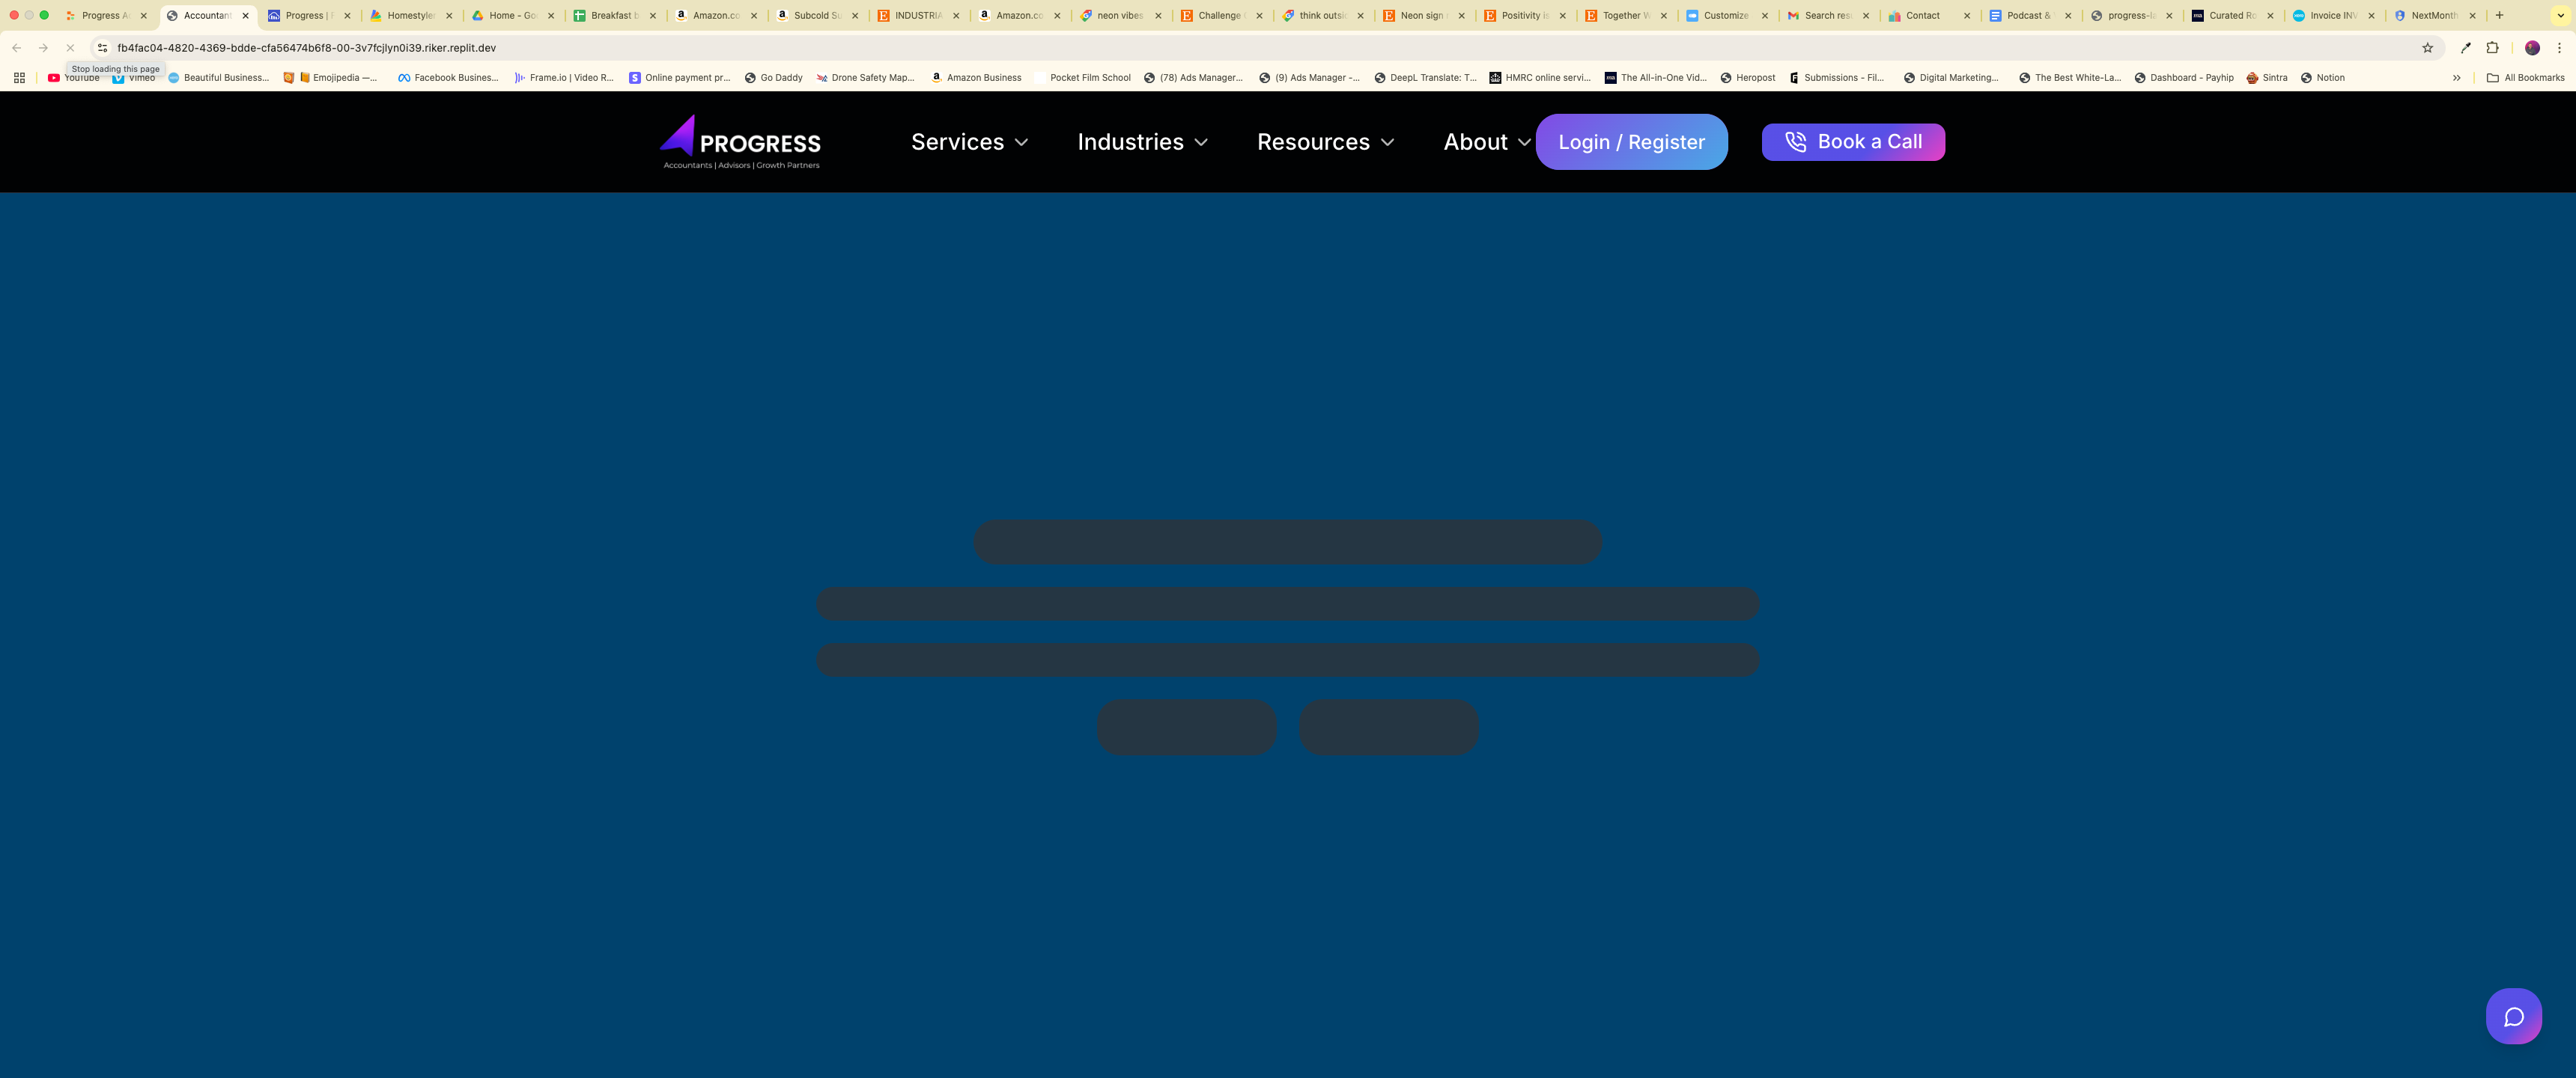 Progress A
Accountant
Progress | F
Homestyler
Home - Goo
Breakfast b
Amazon.co
Subcold Su
INDUSTRIA
Amazon.co
neon vibes
Challenge
think outsid
Neon sign
Positivity is
Together W
Customize
Search res
Contact
Podcast &
progress-la
Curated Ro
Invoice INV
NextMonth
fb4fac04-4820-4369-bdde-cfa56474b6f8-00-3v7fcjlyn0i39.riker.replit.dev
Stop loading this page
YouTube
Vimeo
Beautiful Business...
Emojipedia —...
Facebook Busines...
Frame.io | Video R...
Online payment pr...
Go Daddy
Drone Safety Map...
Amazon Business
Pocket Film School
(78) Ads Manager...
(9) Ads Manager -...
DeepL Translate: T...
HMRC online servi...
The All-in-One Vid...
Heropost
Submissions - Fil...
Digital Marketing...
The Best White-La...
Dashboard - Payhip
Sintra
Notion
All Bookmarks
PROGRESS
Accountants | Advisors | Growth Partners
Services
Industries
Resources
About
Login / Register
Book a Call